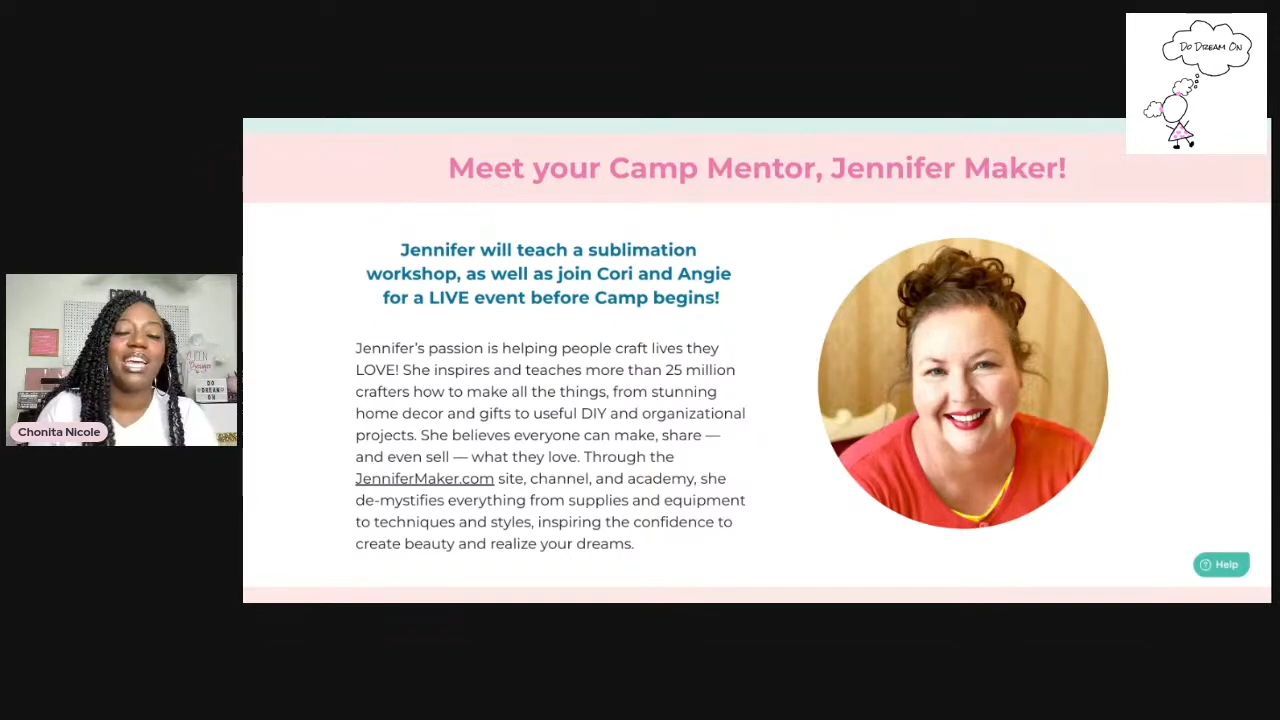 Do Dream On
Meet your Camp Mentor, Jennifer Maker!
Jennifer will teach a sublimation
workshop, as well as join Cori and Angie
for a LIVE event before Camp begins!
Jennifer’s passion is helping people craft lives they
LOVE! She inspires and teaches more than 25 million
crafters how to make all the things, from stunning
home decor and gifts to useful DIY and organizational
projects. She believes everyone can make, share —
and even sell — what they love. Through the
JenniferMaker.com site, channel, and academy, she
de-mystifies everything from supplies and equipment
to techniques and styles, inspiring the confidence to
create beauty and realize your dreams.
Help
DREAM
DO
DREAM
ON
Chonita Nicole